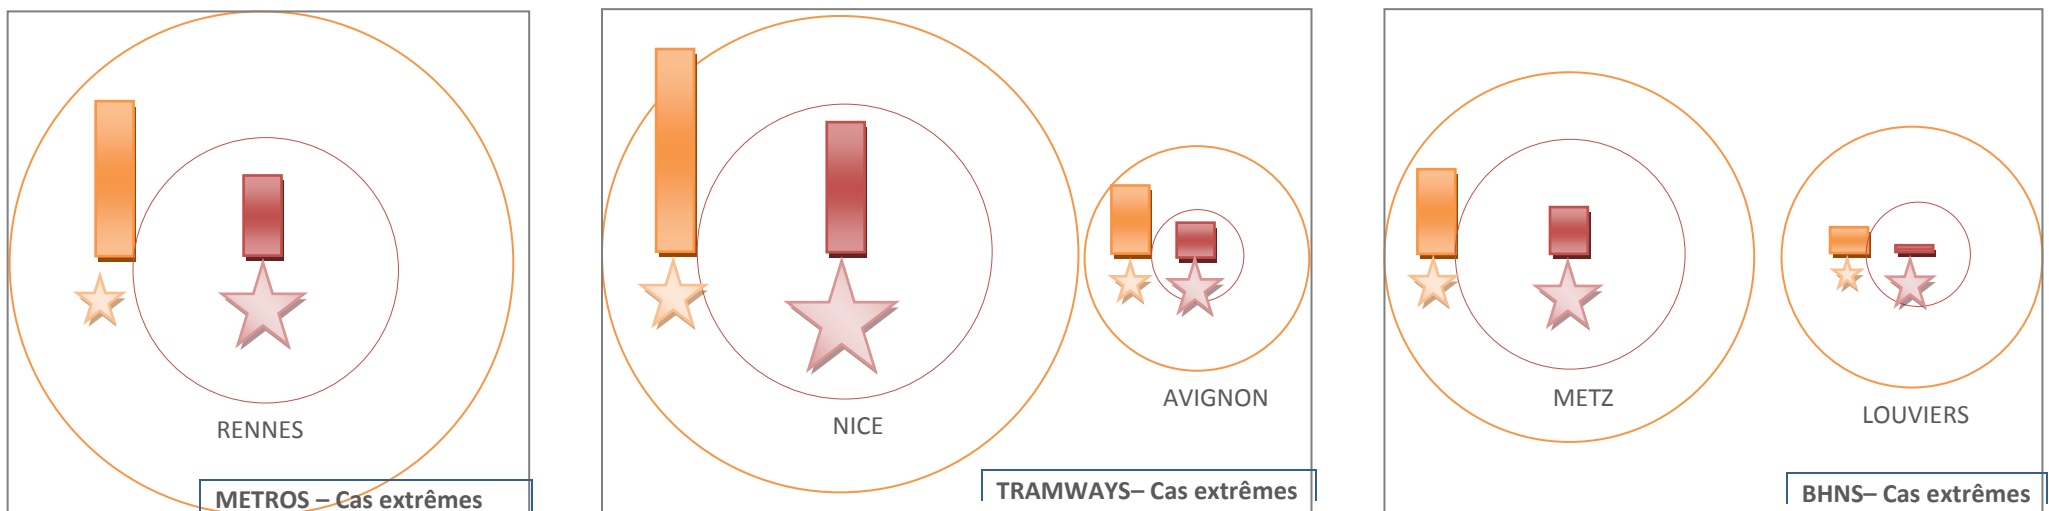 RENNES
METROS – Cas extrêmes
NICE
AVIGNON
TRAMWAYS– Cas extrêmes
METZ
LOUVIERS
BHNS– Cas extrêmes